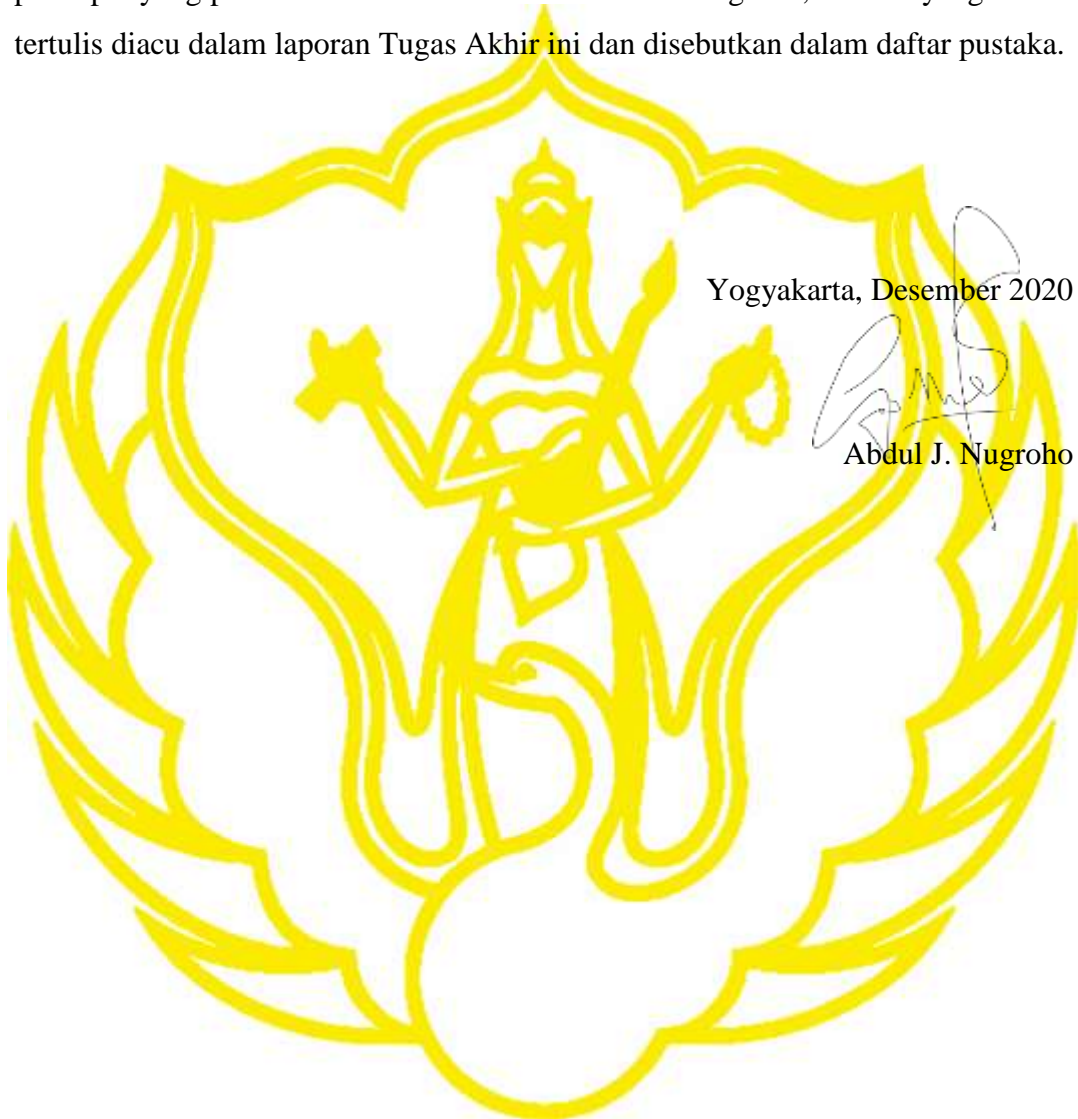 tertulis diacu dalam laporan Tugas Akhir ini dan disebutkan dalam daftar pustaka.
Yogyakarta, Desember 2020
Abdul J. Nugroho